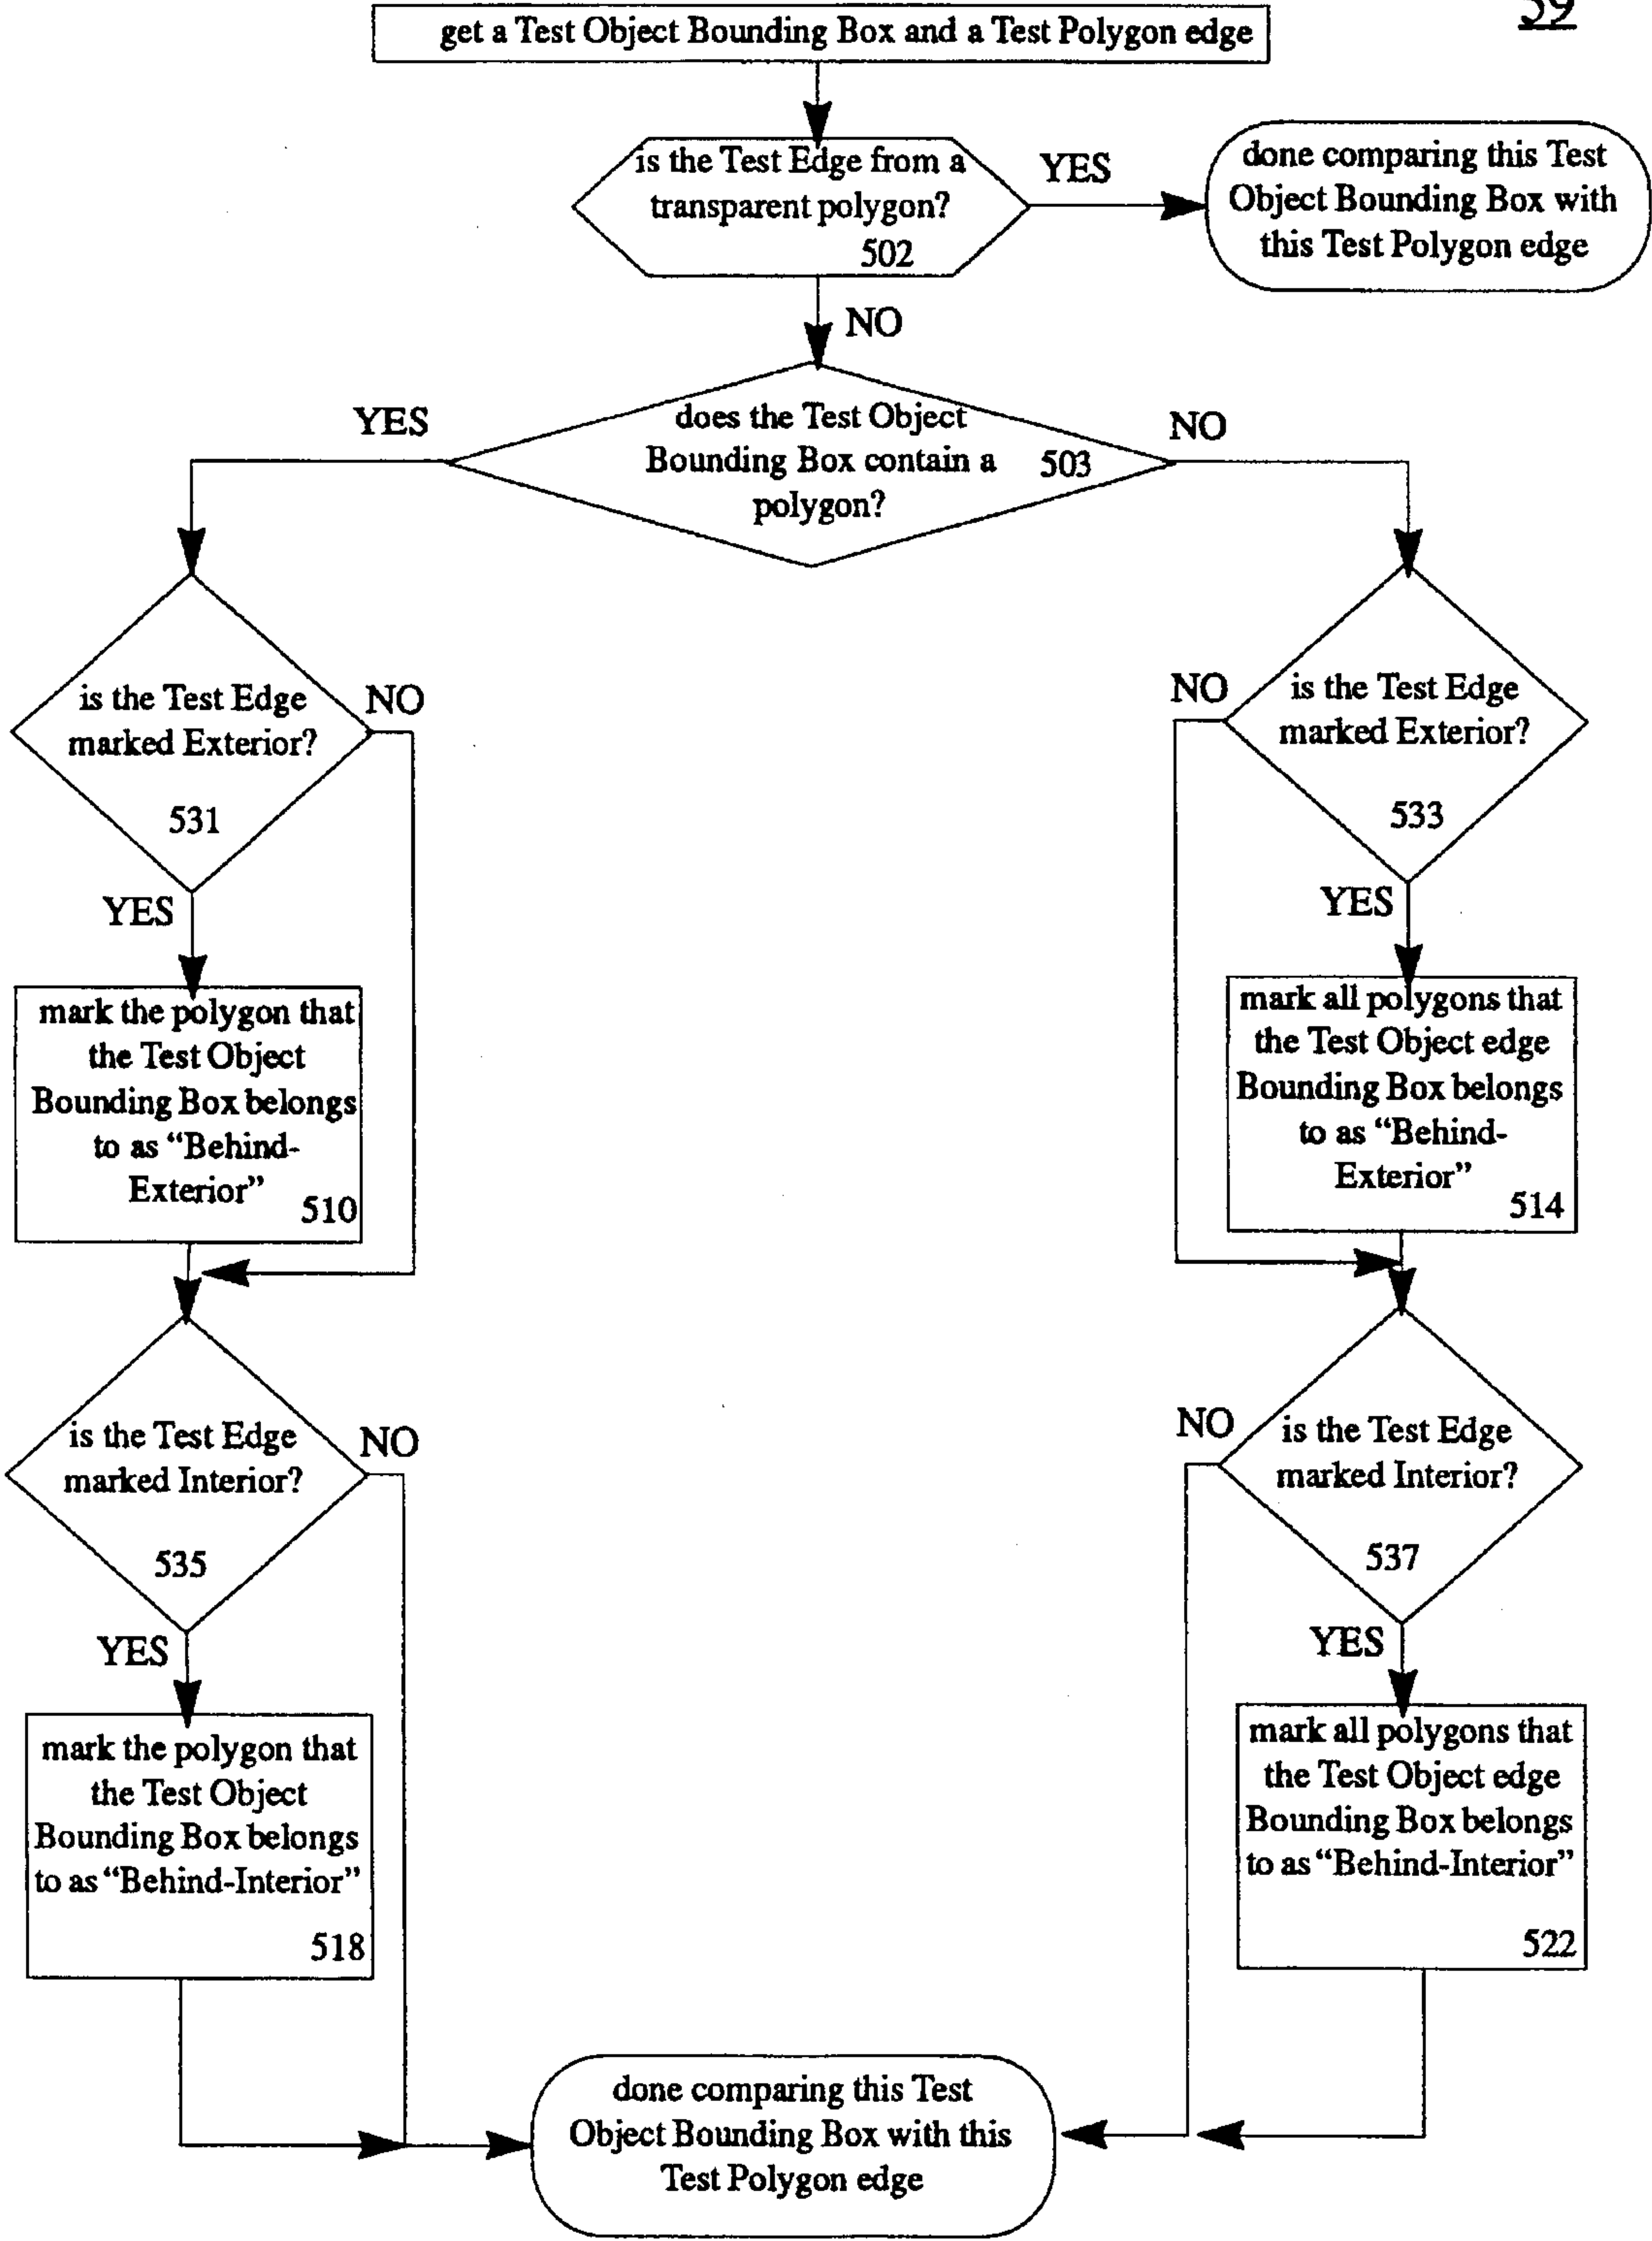 59
get a Test Object Bounding Box and a Test Polygon edge
is the Test Edge from a
transparent polygon?
502
YES
done comparing this Test
Object Bounding Box with
this Test Polygon edge
NO
YES
does the Test Object
Bounding Box contain a
polygon?
503
NO
is the Test Edge
marked Exterior?
531
NO
YES
mark the polygon that
the Test Object
Bounding Box belongs
to as “Behind-
Exterior”
510
is the Test Edge
marked Interior?
535
NO
YES
mark the polygon that
the Test Object
Bounding Box belongs
to as “Behind-Interior”
518
NO
is the Test Edge
marked Exterior?
533
YES
mark all polygons that
the Test Object edge
Bounding Box belongs
to as “Behind-
Exterior”
514
NO
is the Test Edge
marked Interior?
537
YES
mark all polygons that
the Test Object edge
Bounding Box belongs
to as “Behind-Interior”
522
done comparing this Test
Object Bounding Box with this
Test Polygon edge